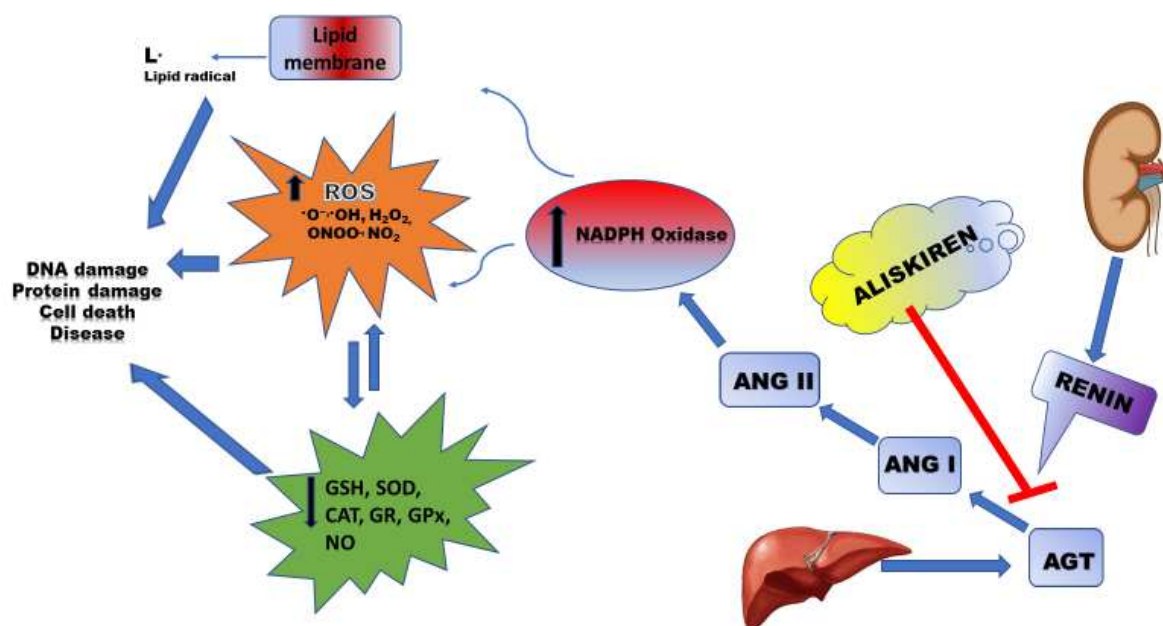 Lipid
membrane
L·
Lipid radical
ROS
·O⁻,·OH, H₂O₂,
ONOO⁻, NO₂
NADPH Oxidase
ALISKIREN
DNA damage
Protein damage
Cell death
Disease
ANG II
RENIN
ANG I
GSH, SOD,
CAT, GR, GPx,
NO
AGT